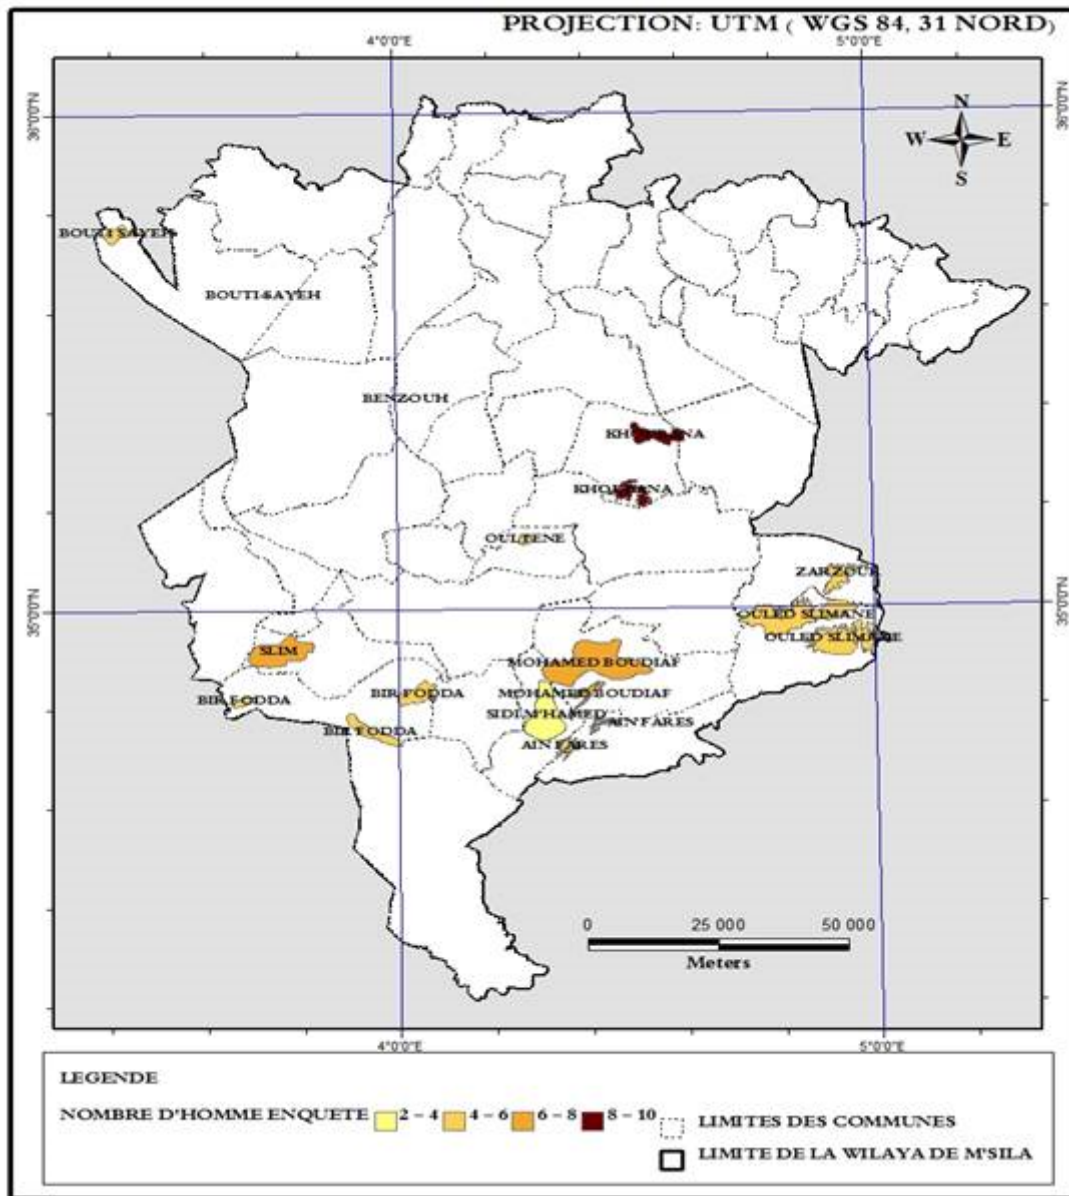 PROJECTION: UTM ( WGS 84, 31 NORD)
4°0'0"E
5°0'0"E
36°0'0"N
36°0'0"N
N
W E
S
BOUTI SAYEH
BOUTI-SAYEH
BENZOUH
KHOUBANA
KHOUBANA
OULTENE
ZARZOUR
35°0'0"N
35°0'0"N
OULED SLIMANE
OULED SLIMANE
SLIM
MOHAMED BOUDIAF
BIR FODDA
BIR FODDA
MOHAMED BOUDIAF
SIDI M'HAMED
AIN FARES
BIR FODDA
AIN FARES
0 25 000 50 000
Meters
4°0'0"E
5°0'0"E
LEGENDE
NOMBRE D'HOMME ENQUETE 2 – 4 4 – 6 6 – 8 8 – 10
LIMITES DES COMMUNES
LIMITE DE LA WILAYA DE M'SILA